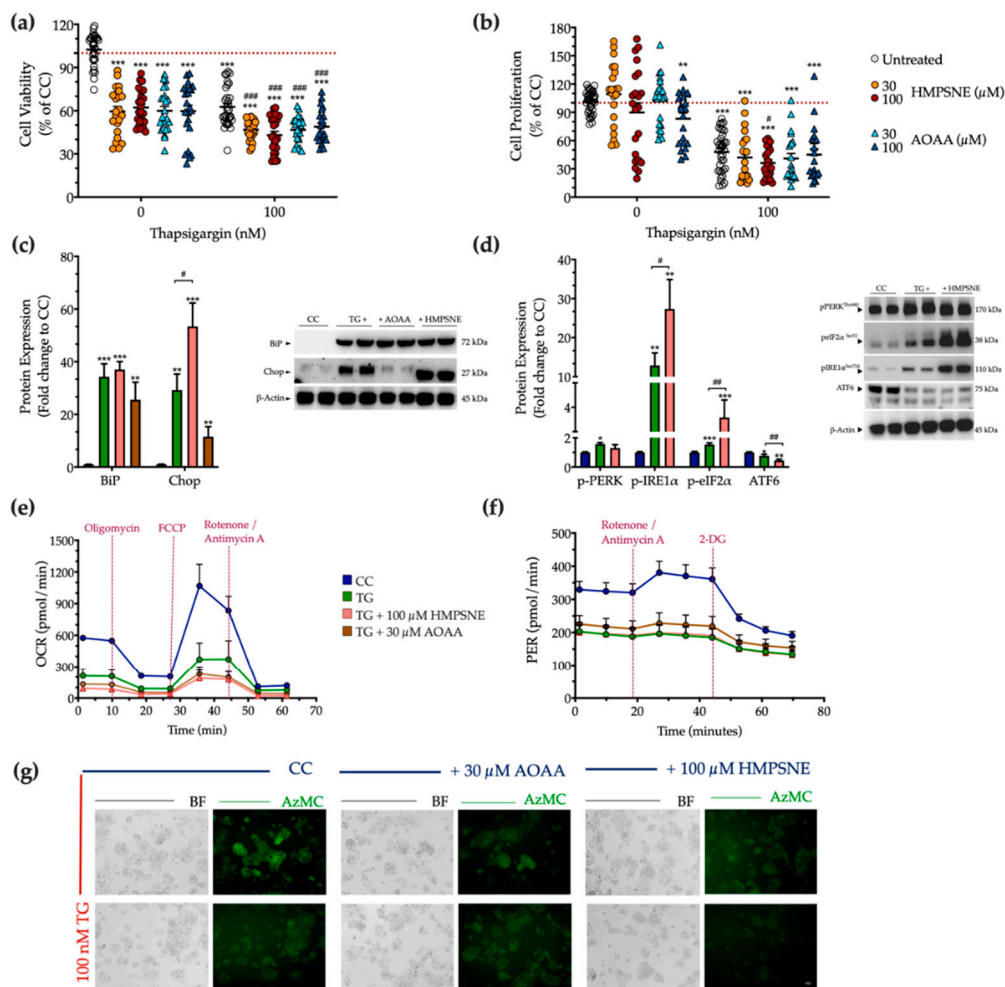 (a)
Cell Viability
(% of CC)
120
90
60
30
0
***
***
***
***
***
###
***
###
***
###
***
###
***
0
100
Thapsigargin (nM)
(b)
Cell Proliferation
(% of CC)
180
150
120
90
60
30
0
**
***
***
#
***
***
***
0
100
Thapsigargin (nM)
Untreated
30
100
HMPSNE (µM)
30
100
AOAA (µM)
(c)
Protein Expression
(Fold change to CC)
80
60
40
20
0
***
***
**
#
**
***
**
BiP
Chop
CC
TG +
+ AOAA
+ HMPSNE
BiP
72 kDa
Chop
27 kDa
β-Actin
45 kDa
(d)
Protein Expression
(Fold change to CC)
40
30
20
10
4
2
1
0
*
#
**
**
##
***
***
##
*
**
p-PERK
p-IRE1α
p-eIF2α
ATF6
CC
TG +
+ HMPSNE
170 kDa
38 kDa
110 kDa
ATF6
75 kDa
β-Actin
45 kDa
(e)
OCR (pmol/min)
1500
1200
900
600
300
0
Oligomycin
FCCP
Rotenone /
Antimycin A
0
10
20
30
40
50
60
70
Time (min)
CC
TG
TG + 100 µM HMPSNE
TG + 30 µM AOAA
(f)
PER (pmol/min)
500
400
300
200
100
0
Rotenone /
Antimycin A
2-DG
0
20
40
60
80
Time (minutes)
(g)
CC
+ 30 µM AOAA
+ 100 µM HMPSNE
BF
AzMC
BF
AzMC
BF
AzMC
100 nM TG